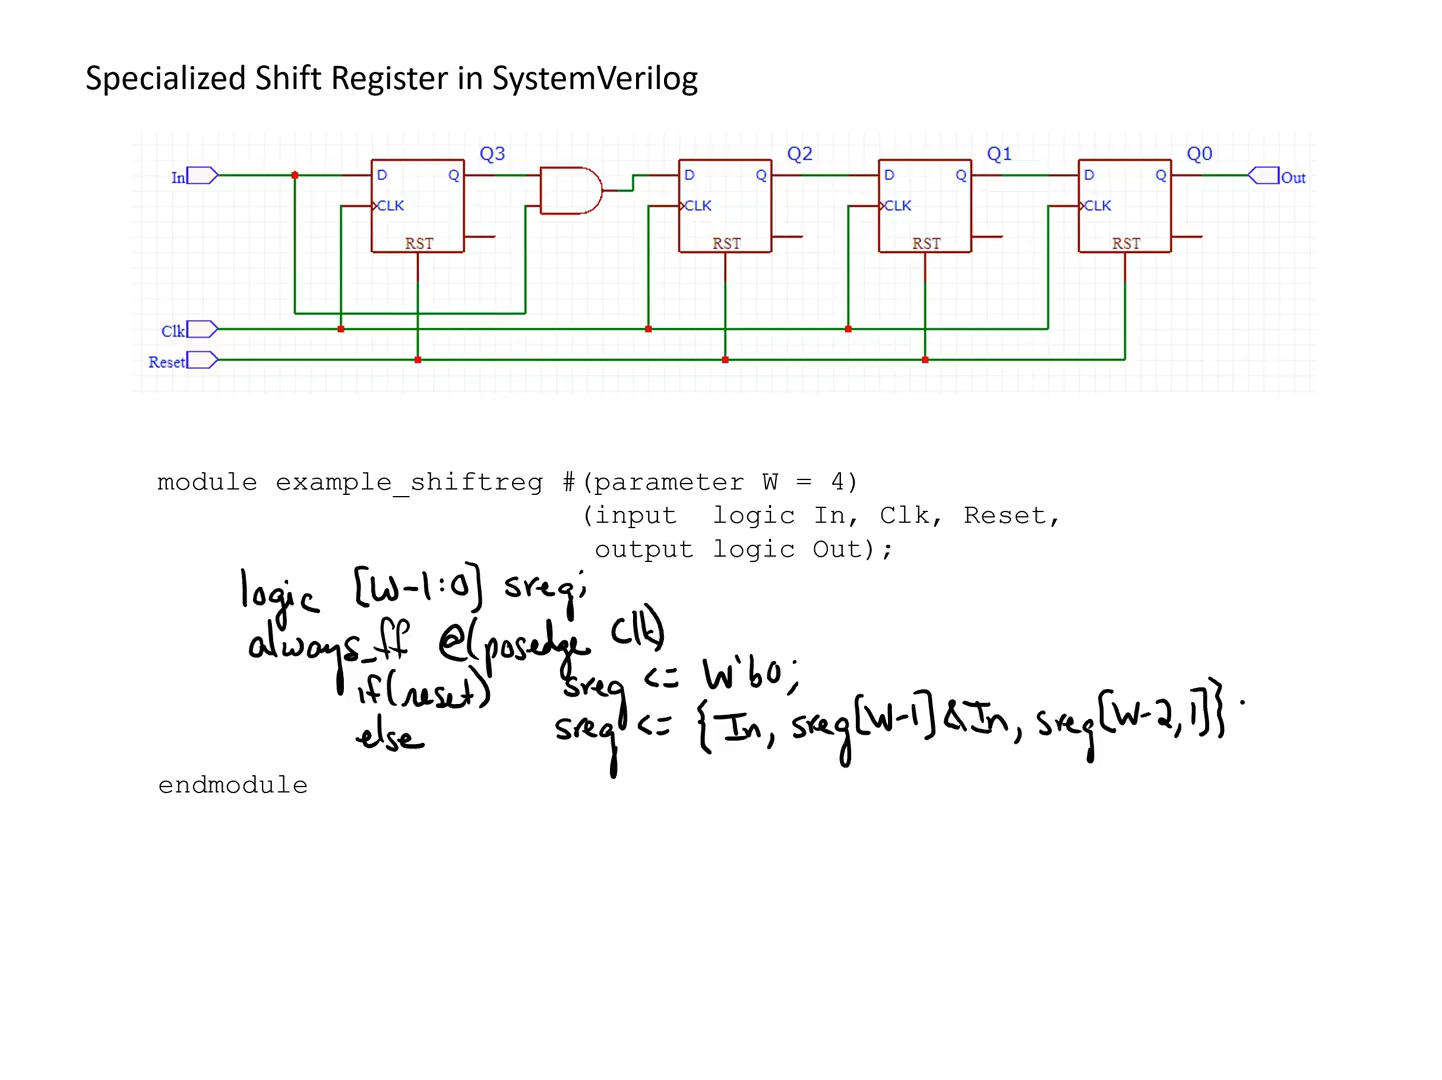 Specialized Shift Register in SystemVerilog
Q3 Q2 Q1 Q0
In D Q D Q D Q D Q Out
CLK CLK CLK CLK
RST RST RST RST
Clk
Reset
module example_shiftreg #(parameter W = 4)
(input logic In, Clk, Reset,
output logic Out);
logic [W-1:0] sreg;
always_ff @(posedge Clk)
if(reset) sreg <= W'b0;
else sreg <= {In, sreg[W-1]&In, sreg[W-2,1]}.
endmodule